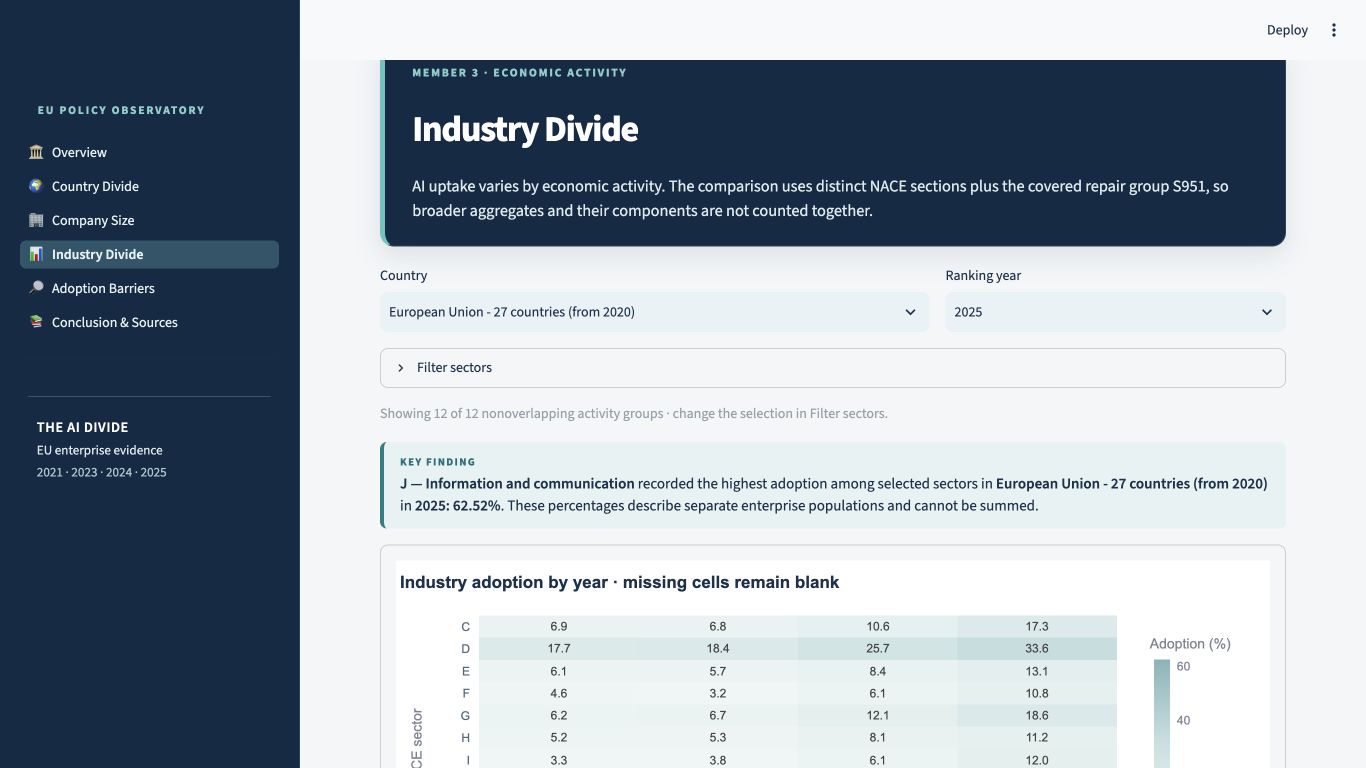 Deploy
EU POLICY OBSERVATORY
Overview
Country Divide
Company Size
Industry Divide
Adoption Barriers
Conclusion & Sources
THE AI DIVIDE
EU enterprise evidence
2021 · 2023 · 2024 · 2025
MEMBER 3 · ECONOMIC ACTIVITY
Industry Divide
AI uptake varies by economic activity. The comparison uses distinct NACE sections plus the covered repair group S951, so
broader aggregates and their components are not counted together.
Country
Ranking year
European Union - 27 countries (from 2020)
2025
Filter sectors
Showing 12 of 12 nonoverlapping activity groups · change the selection in Filter sectors.
KEY FINDING
J — Information and communication recorded the highest adoption among selected sectors in European Union - 27 countries (from 2020)
in 2025: 62.52%. These percentages describe separate enterprise populations and cannot be summed.
Industry adoption by year · missing cells remain blank
C 6.9 6.8 10.6 17.3
D 17.7 18.4 25.7 33.6
E 6.1 5.7 8.4 13.1
F 4.6 3.2 6.1 10.8
G 6.2 6.7 12.1 18.6
H 5.2 5.3 8.1 11.2
I 3.3 3.8 6.1 12.0
CE sector
Adoption (%)
60
40